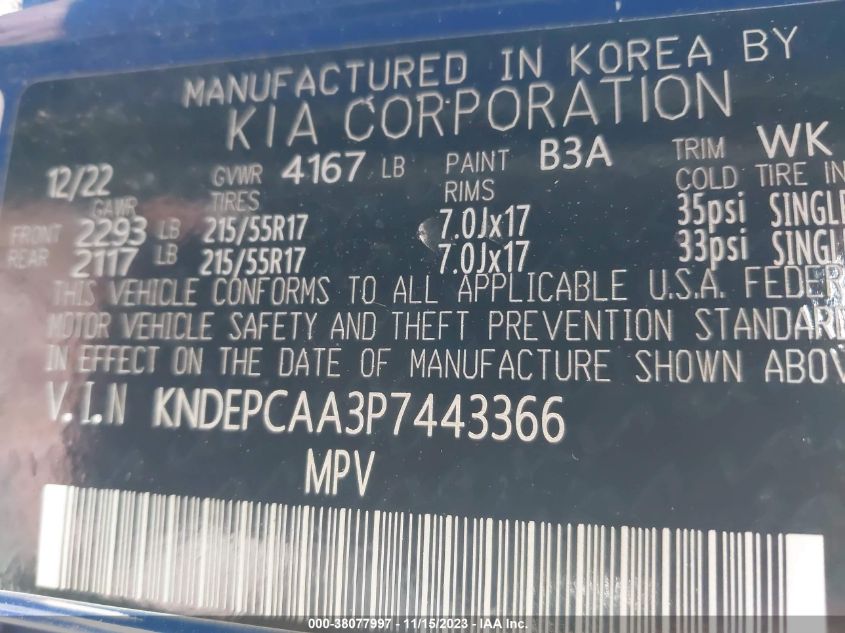 MANUFACTURED IN KOREA BY
KIA CORPORATION
12/22 GVWR 4167 LB PAINT B3A TRIM WK
GAWR TIRES RIMS COLD TIRE IN
FRONT 2293 LB 215/55R17 7.0Jx17 35psi SINGLE
REAR 2117 LB 215/55R17 7.0Jx17 33psi SINGL
THIS VEHICLE CONFORMS TO ALL APPLICABLE U.S.A. FEDER
MOTOR VEHICLE SAFETY AND THEFT PREVENTION STANDARD
IN EFFECT ON THE DATE OF MANUFACTURE SHOWN ABOV
V.I.N KNDEPCAA3P7443366
MPV
000-38077997 - 11/15/2023 - IAA Inc.